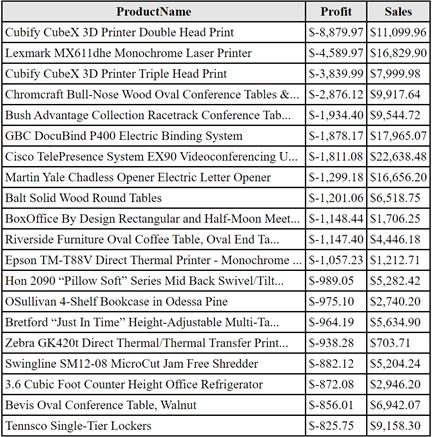 ProductName Profit Sales
Cubify CubeX 3D Printer Double Head Print $-8,879.97 $11,099.96
Lexmark MX611dhe Monochrome Laser Printer $-4,589.97 $16,829.90
Cubify CubeX 3D Printer Triple Head Print $-3,839.99 $7,999.98
Chromcraft Bull-Nose Wood Oval Conference Tables &... $-2,876.12 $9,917.64
Bush Advantage Collection Racetrack Conference Tab... $-1,934.40 $9,544.72
GBC DocuBind P400 Electric Binding System $-1,878.17 $17,965.07
Cisco TelePresence System EX90 Videoconferencing U... $-1,811.08 $22,638.48
Martin Yale Chadless Opener Electric Letter Opener $-1,299.18 $16,656.20
Balt Solid Wood Round Tables $-1,201.06 $6,518.75
BoxOffice By Design Rectangular and Half-Moon Meet... $-1,148.44 $1,706.25
Riverside Furniture Oval Coffee Table, Oval End Ta... $-1,147.40 $4,446.18
Epson TM-T88V Direct Thermal Printer - Monochrome ... $-1,057.23 $1,212.71
Hon 2090 “Pillow Soft” Series Mid Back Swivel/Tilt... $-989.05 $5,282.42
OSullivan 4-Shelf Bookcase in Odessa Pine $-975.10 $2,740.20
Bretford “Just In Time” Height-Adjustable Multi-Ta... $-964.19 $5,634.90
Zebra GK420t Direct Thermal/Thermal Transfer Print... $-938.28 $703.71
Swingline SM12-08 MicroCut Jam Free Shredder $-882.12 $5,204.24
3.6 Cubic Foot Counter Height Office Refrigerator $-872.08 $2,946.20
Bevis Oval Conference Table, Walnut $-856.01 $6,942.07
Tennsco Single-Tier Lockers $-825.75 $9,158.30